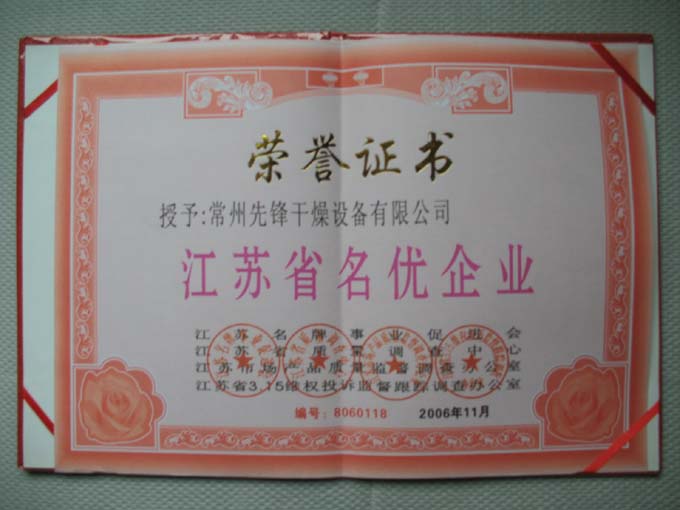 荣誉证书
授予:常州先锋干燥设备有限公司
江苏省名优企业
江苏名牌事业促进会
江苏省质量调查中心
江苏市场产品质量监督调查办公室
江苏省3.15维权投诉监督跟踪调查办公室
编号:8060118 2006年11月